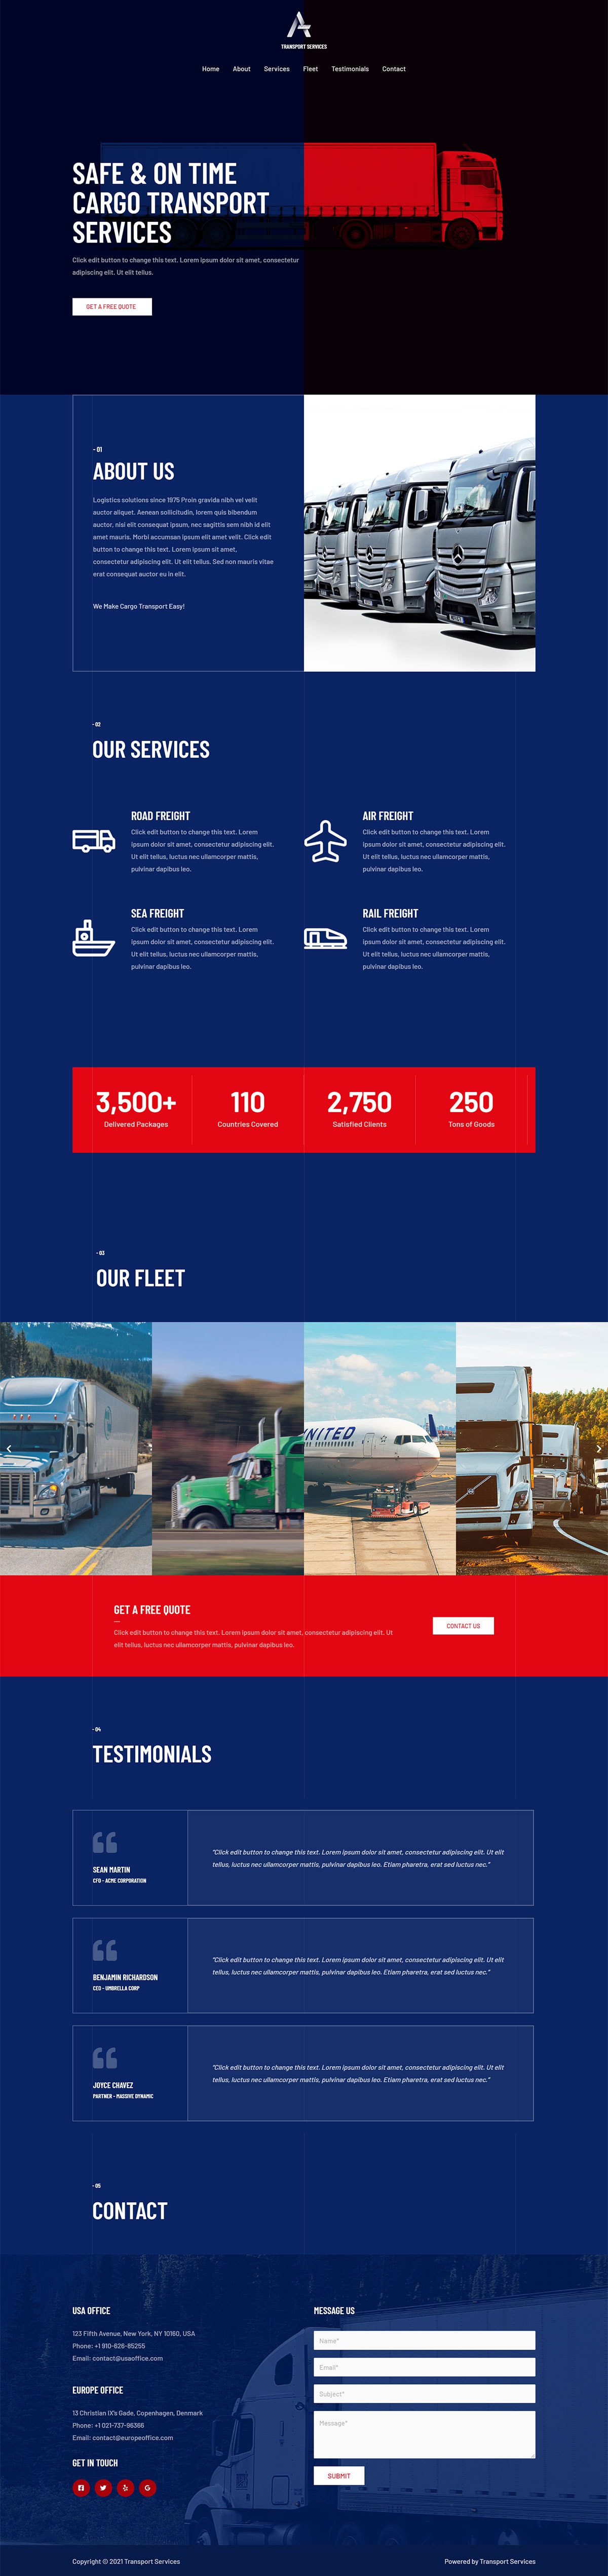 TRANSPORT SERVICES
Home About Services Fleet Testimonials Contact
SAFE & ON TIME
CARGO TRANSPORT
SERVICES
Click edit button to change this text. Lorem ipsum dolor sit amet, consectetur
adipiscing elit. Ut elit tellus.
GET A FREE QUOTE
- 01
ABOUT US
Logistics solutions since 1975 Proin gravida nibh vel velit
auctor aliquet. Aenean sollicitudin, lorem quis bibendum
auctor, nisi elit consequat ipsum, nec sagittis sem nibh id elit
amet mauris. Morbi accumsan ipsum elit amet velit. Click edit
button to change this text. Lorem ipsum sit amet,
consectetur adipiscing elit. Ut elit tellus. Sed non mauris vitae
erat consequat auctor eu in elit.
We Make Cargo Transport Easy!
- 02
OUR SERVICES
ROAD FREIGHT
Click edit button to change this text. Lorem
ipsum dolor sit amet, consectetur adipiscing elit.
Ut elit tellus, luctus nec ullamcorper mattis,
pulvinar dapibus leo.
AIR FREIGHT
Click edit button to change this text. Lorem
ipsum dolor sit amet, consectetur adipiscing elit.
Ut elit tellus, luctus nec ullamcorper mattis,
pulvinar dapibus leo.
SEA FREIGHT
Click edit button to change this text. Lorem
ipsum dolor sit amet, consectetur adipiscing elit.
Ut elit tellus, luctus nec ullamcorper mattis,
pulvinar dapibus leo.
RAIL FREIGHT
Click edit button to change this text. Lorem
ipsum dolor sit amet, consectetur adipiscing elit.
Ut elit tellus, luctus nec ullamcorper mattis,
pulvinar dapibus leo.
3,500+
Delivered Packages
110
Countries Covered
2,750
Satisfied Clients
250
Tons of Goods
- 03
OUR FLEET
UNITED
GET A FREE QUOTE
Click edit button to change this text. Lorem ipsum dolor sit amet, consectetur adipiscing elit. Ut
elit tellus, luctus nec ullamcorper mattis, pulvinar dapibus leo.
CONTACT US
- 04
TESTIMONIALS
SEAN MARTIN
CFO - ACME CORPORATION
"Click edit button to change this text. Lorem ipsum dolor sit amet, consectetur adipiscing elit. Ut elit
tellus, luctus nec ullamcorper mattis, pulvinar dapibus leo. Etiam pharetra, erat sed luctus nec."
BENJAMIN RICHARDSON
CEO - UMBRELLA CORP
"Click edit button to change this text. Lorem ipsum dolor sit amet, consectetur adipiscing elit. Ut elit
tellus, luctus nec ullamcorper mattis, pulvinar dapibus leo. Etiam pharetra, erat sed luctus nec."
JOYCE CHAVEZ
PARTNER - MASSIVE DYNAMIC
"Click edit button to change this text. Lorem ipsum dolor sit amet, consectetur adipiscing elit. Ut elit
tellus, luctus nec ullamcorper mattis, pulvinar dapibus leo. Etiam pharetra, erat sed luctus nec."
- 05
CONTACT
USA OFFICE
123 Fifth Avenue, New York, NY 10160, USA
Phone: +1 910-626-85255
Email: contact@usaoffice.com
EUROPE OFFICE
13 Christian IX's Gade, Copenhagen, Denmark
Phone: +1 021-737-96366
Email: contact@europeoffice.com
GET IN TOUCH
MESSAGE US
Name*
Email*
Subject*
Message*
SUBMIT
Copyright © 2021 Transport Services
Powered by Transport Services